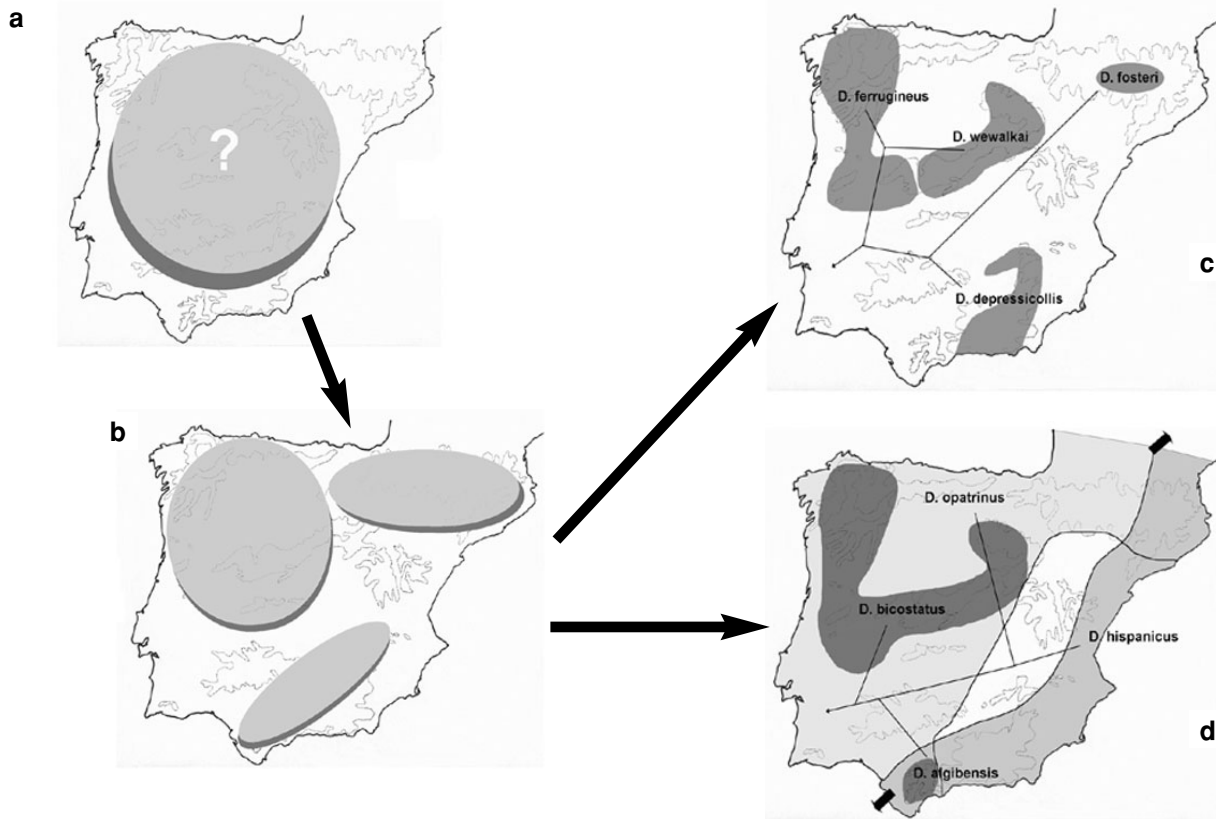 a
?
b
D. ferrugineus
D. fosteri
D. wewalkai
D. depressicollis
c
D. opatrinus
D. bicostatus
D. hispanicus
D. algibensis
d